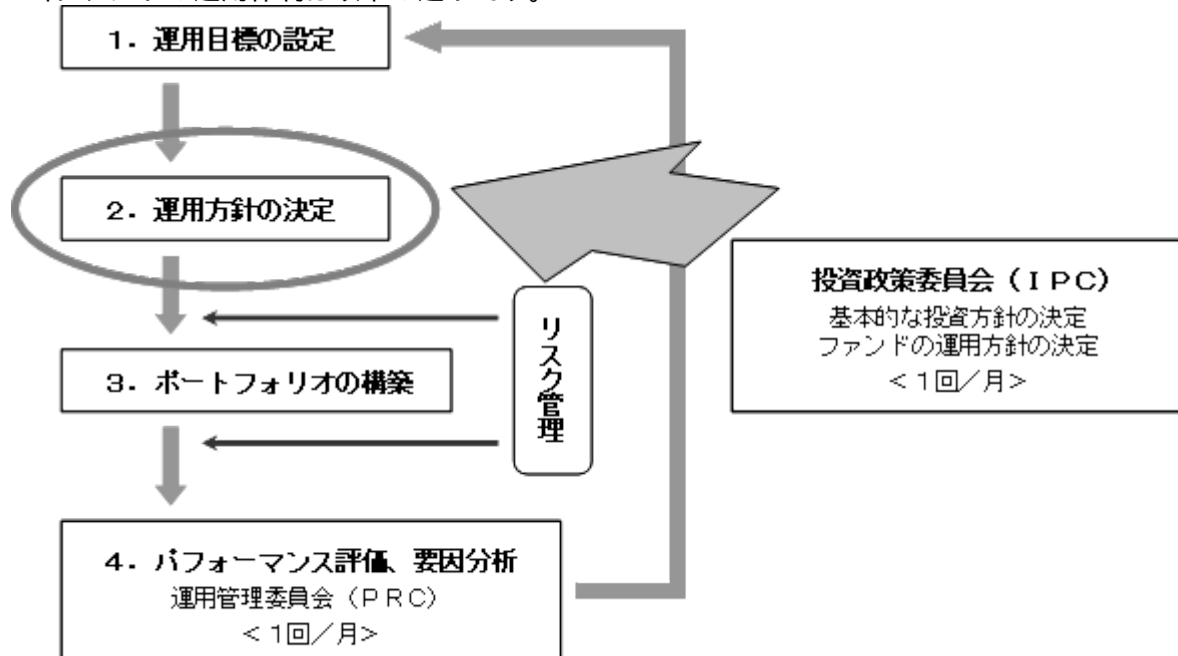 1．運用目標の設定
2．運用方針の決定
投資政策委員会（ＩＰＣ）
基本的な投資方針の決定
ファンドの運用方針の決定
＜1回／月＞
リスク管理
3．ポートフォリオの構築
4．パフォーマンス評価、要因分析
運用管理委員会（ＰＲＣ）
＜1回／月＞